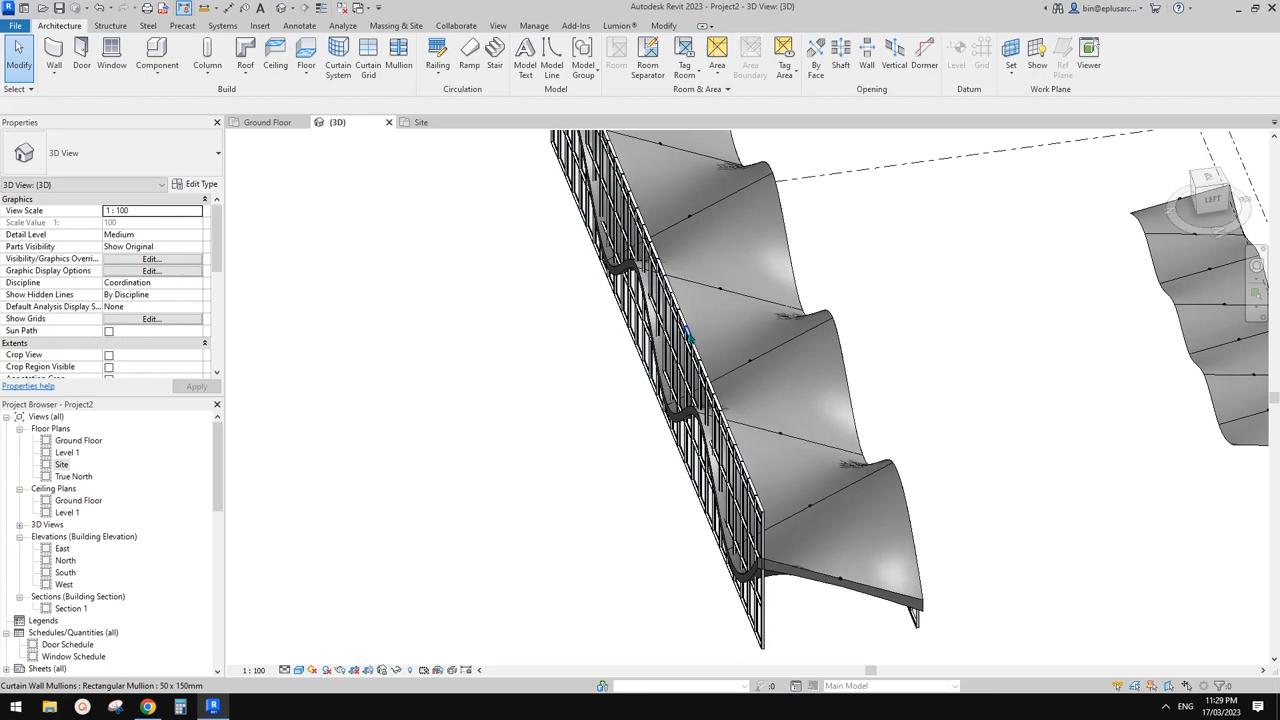 Autodesk Revit 2023 - Project2 - 3D View: {3D}
bin@eplusarc...
File Architecture Structure Steel Precast Systems Insert Annotate Analyze Massing & Site Collaborate View Manage Add-Ins Lumion® Modify
Modify Wall Door Window Component Column Roof Ceiling Floor Curtain System Curtain Grid Mullion Railing Ramp Stair Model Text Model Line Model Group Room Room Separator Tag Room Area Area Boundary Tag Area By Face Shaft Wall Vertical Dormer Level Grid Set Show Ref Plane Viewer
Select Build Circulation Model Room & Area Opening Datum Work Plane
Properties
Ground Floor {3D} Site
3D View
3D View: {3D} Edit Type
Graphics
View Scale 1 : 100
Scale Value 1: 100
Detail Level Medium
Parts Visibility Show Original
Visibility/Graphics Overri... Edit...
Graphic Display Options Edit...
Discipline Coordination
Show Hidden Lines By Discipline
Default Analysis Display S... None
Show Grids Edit...
Sun Path
Extents
Crop View
Crop Region Visible
Properties help Apply
Project Browser - Project2
Views (all)
Floor Plans
Ground Floor
Level 1
Site
True North
Ceiling Plans
Ground Floor
Level 1
3D Views
Elevations (Building Elevation)
East
North
South
West
Sections (Building Section)
Section 1
Legends
Schedules/Quantities (all)
Door Schedule
Window Schedule
Sheets (all)
LEFT
1 : 100
Curtain Wall Mullions : Rectangular Mullion : 50 x 150mm
:0
Main Model
:0
ENG
11:29 PM
17/03/2023